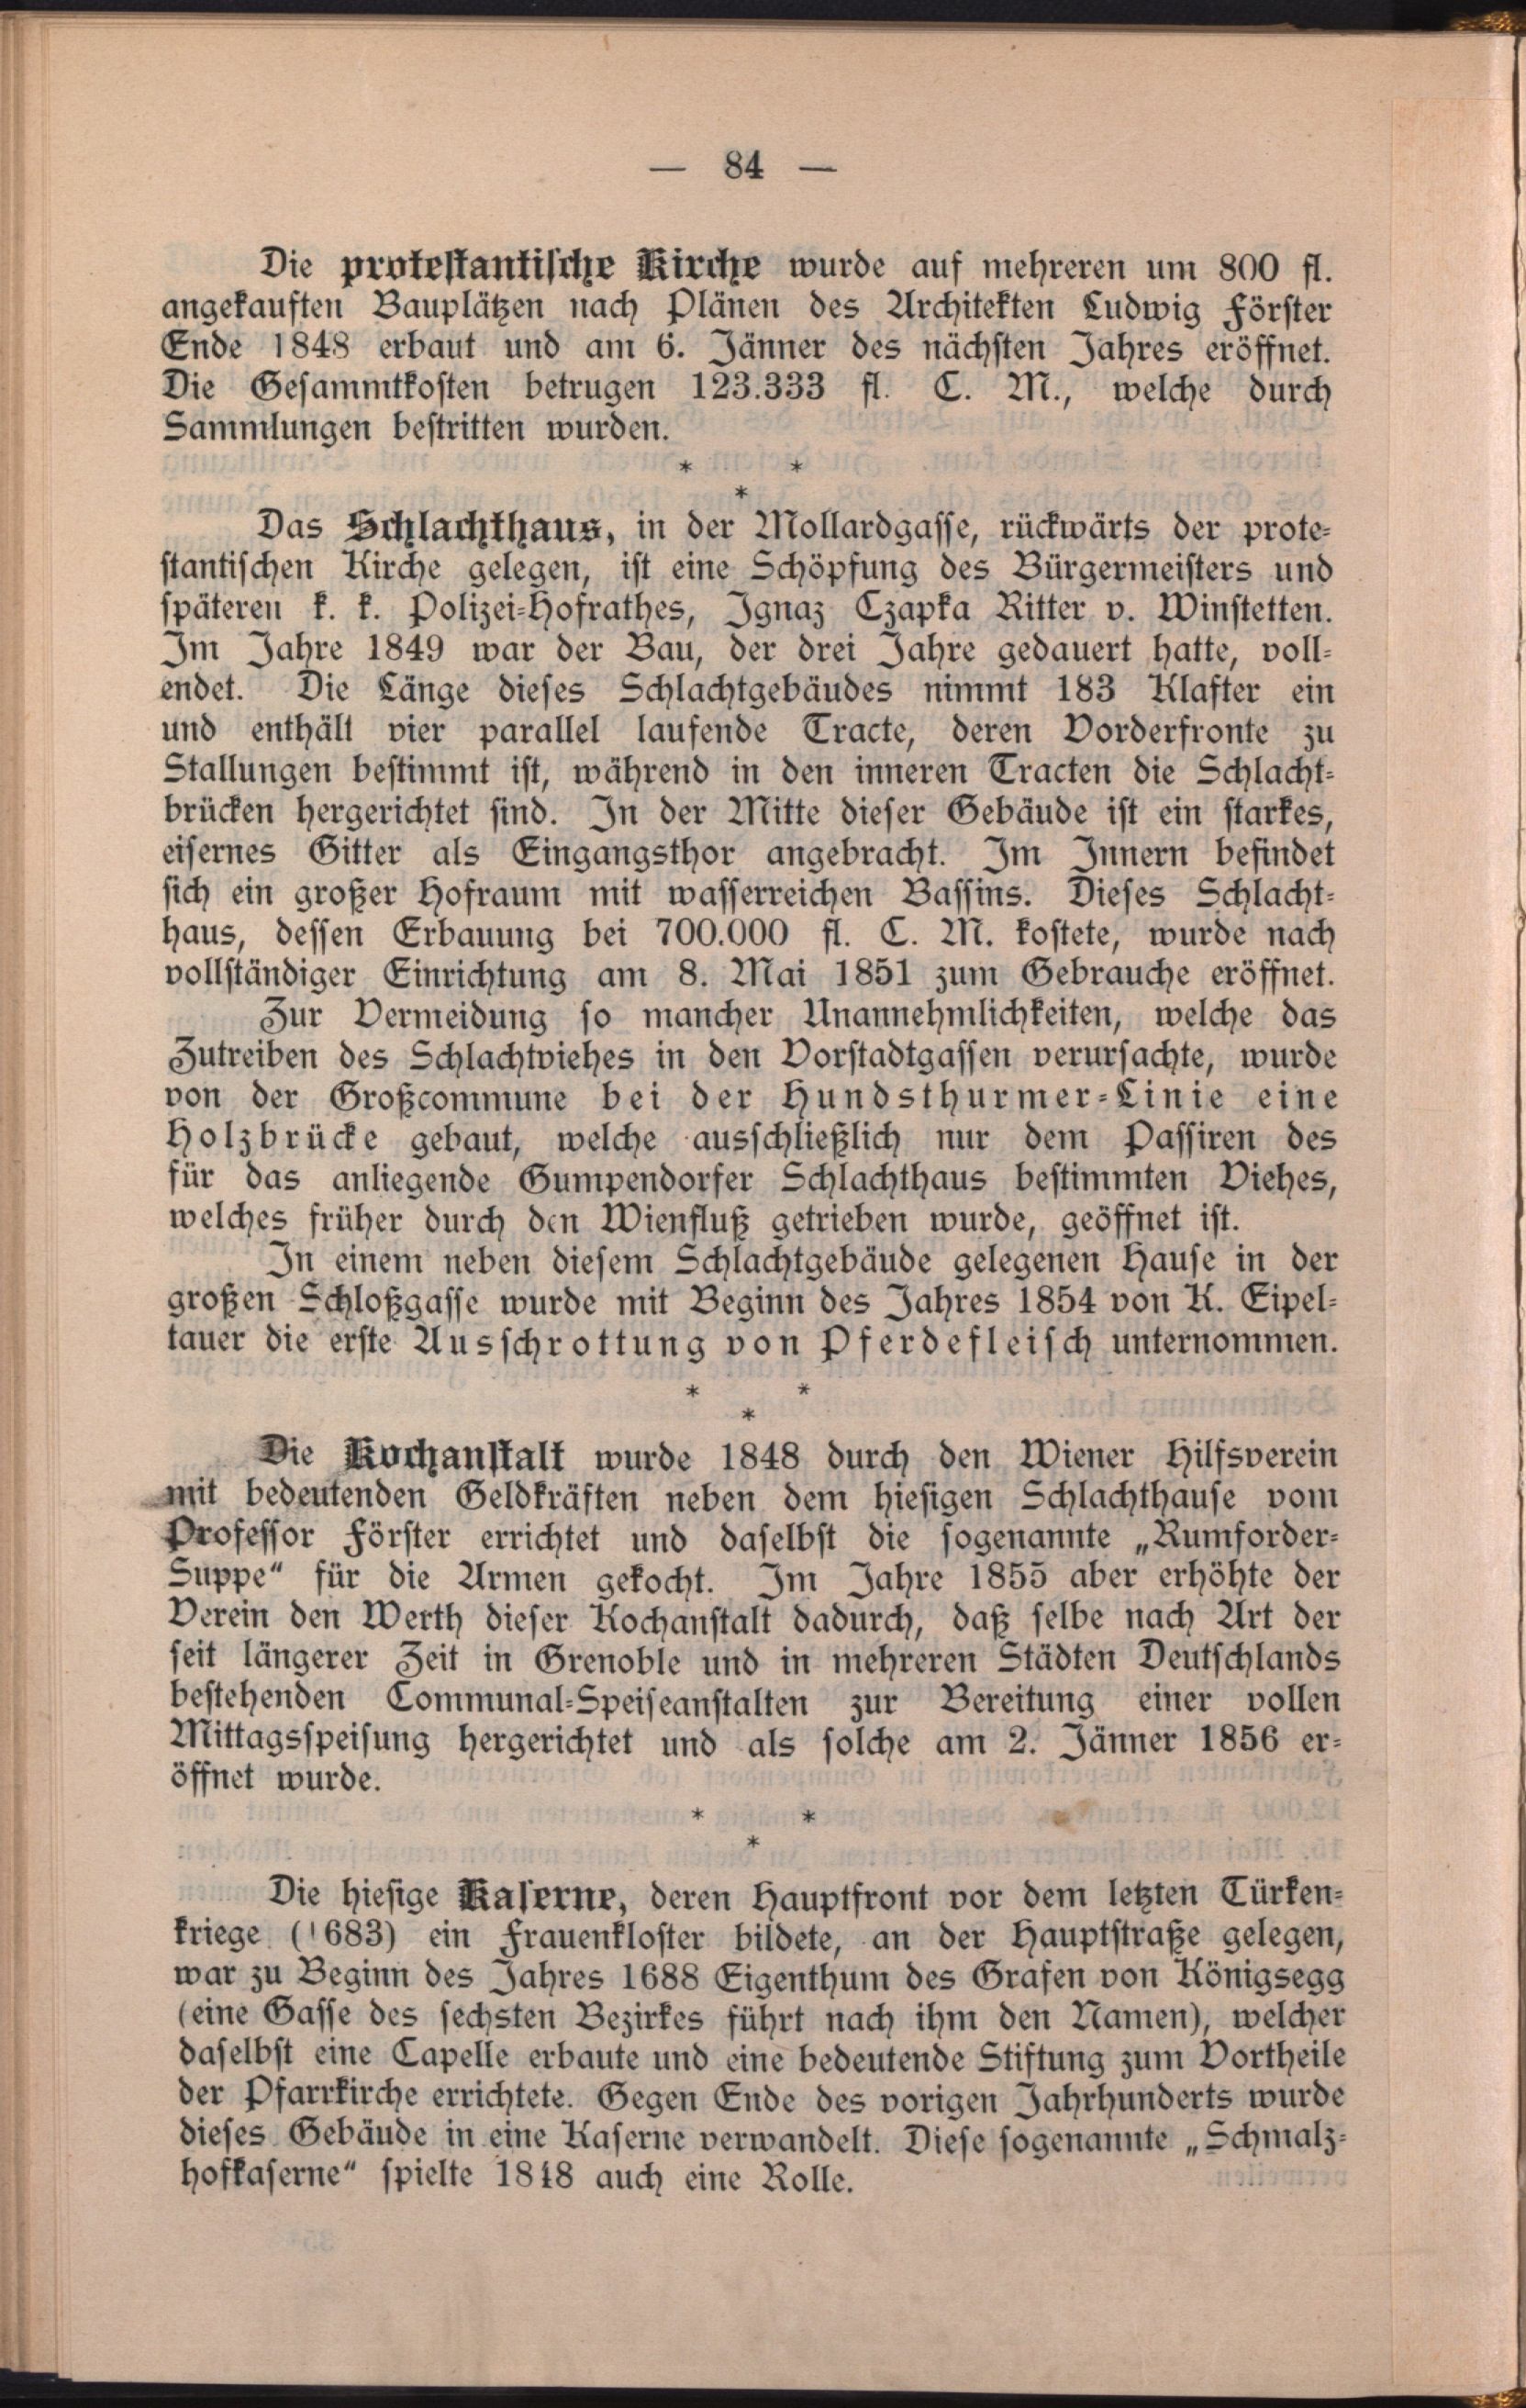 — 84 —
Die protestantische Kirche wurde auf mehreren um 800 fl.
angekauften Bauplätzen nach Plänen des Architekten Ludwig Förster
Ende 1848 erbaut und am 6. Jänner des nächsten Jahres eröffnet.
Die Gesammtkosten betrugen 123.333 fl. C. M., welche durch
Sammlungen bestritten wurden.
* *
*
Das Schlachthaus, in der Mollardgasse, rückwärts der prote-
stantischen Kirche gelegen, ist eine Schöpfung des Bürgermeisters und
späteren k. k. Polizei-Hofrathes, Ignaz Czapka Ritter v. Winstetten.
Im Jahre 1849 war der Bau, der drei Jahre gedauert hatte, voll-
endet. Die Länge dieses Schlachtgebäudes nimmt 183 Klafter ein
und enthält vier parallel laufende Tracte, deren Vorderfronte zu
Stallungen bestimmt ist, während in den inneren Tracten die Schlacht-
brücken hergerichtet sind. In der Mitte dieser Gebäude ist ein starkes,
eisernes Gitter als Eingangsthor angebracht. Im Innern befindet
sich ein großer Hofraum mit wasserreichen Bassins. Dieses Schlacht-
haus, dessen Erbauung bei 700.000 fl. C. M. kostete, wurde nach
vollständiger Einrichtung am 8. Mai 1851 zum Gebrauche eröffnet.
Zur Vermeidung so mancher Unannehmlichkeiten, welche das
Zutreiben des Schlachtviehes in den Vorstadtgassen verursachte, wurde
von der Großcommune bei der Hundsthurmer-Linie eine
Holzbrücke gebaut, welche ausschließlich nur dem Passiren des
für das anliegende Gumpendorfer Schlachthaus bestimmten Viehes,
welches früher durch den Wienfluß getrieben wurde, geöffnet ist.
In einem neben diesem Schlachtgebäude gelegenen Hause in der
großen Schloßgasse wurde mit Beginn des Jahres 1854 von K. Eipel-
tauer die erste Ausschrottung von Pferdefleisch unternommen.
* *
*
Die Kochanstalt wurde 1848 durch den Wiener Hilfsverein
mit bedeutenden Geldkräften neben dem hiesigen Schlachthause vom
Professor Förster errichtet und daselbst die sogenannte „Rumforder-
Suppe“ für die Armen gekocht. Im Jahre 1855 aber erhöhte der
Verein den Werth dieser Kochanstalt dadurch, daß selbe nach Art der
seit längerer Zeit in Grenoble und in mehreren Städten Deutschlands
bestehenden Communal-Speiseanstalten zur Bereitung einer vollen
Mittagsspeisung hergerichtet und als solche am 2. Jänner 1856 er-
öffnet wurde.
* *
*
Die hiesige Kaserne, deren Hauptfront vor dem letzten Türken-
kriege (1683) ein Frauenkloster bildete, an der Hauptstraße gelegen,
war zu Beginn des Jahres 1688 Eigenthum des Grafen von Königsegg
(eine Gasse des sechsten Bezirkes führt nach ihm den Namen), welcher
daselbst eine Capelle erbaute und eine bedeutende Stiftung zum Vortheile
der Pfarrkirche errichtete. Gegen Ende des vorigen Jahrhunderts wurde
dieses Gebäude in eine Kaserne verwandelt. Diese sogenannte „Schmalz-
hofkaserne“ spielte 1848 auch eine Rolle.